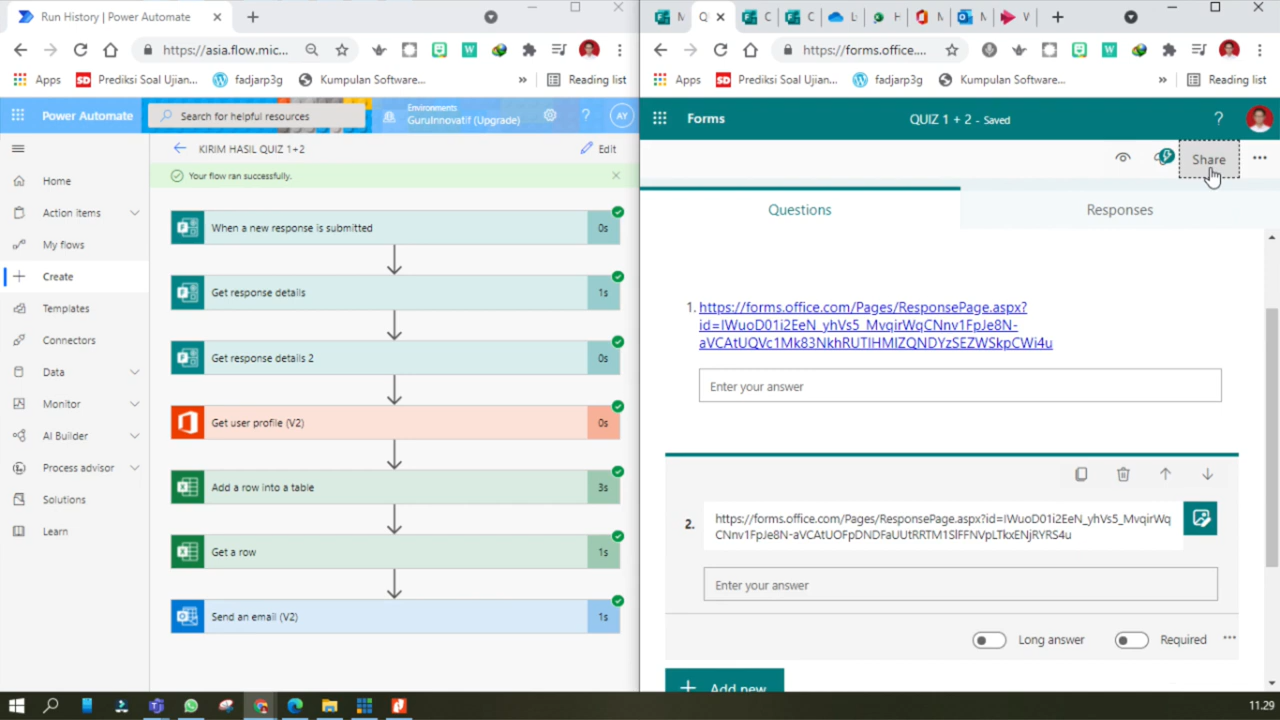 Run History | Power Automate
https://asia.flow.mic...
Apps
Prediksi Soal Ujian...
fadjarp3g
Kumpulan Software...
»
Reading list
Power Automate
Search for helpful resources
Environments
GuruInnovatif (Upgrade)
?
AY
KIRIM HASIL QUIZ 1+2
Edit
Your flow ran successfully.
Home
Action items
My flows
Create
Templates
Connectors
Data
Monitor
AI Builder
Process advisor
Solutions
Learn
When a new response is submitted
0s
Get response details
1s
Get response details 2
0s
Get user profile (V2)
0s
Add a row into a table
3s
Get a row
1s
Send an email (V2)
1s
https://forms.office....
Apps
Prediksi Soal Ujian...
fadjarp3g
Kumpulan Software...
»
Reading list
Forms
QUIZ 1 + 2 - Saved
?
Share
Questions
Responses
1. https://forms.office.com/Pages/ResponsePage.aspx?
id=IWuoD01i2EeN_yhVs5_MvqirWqCNnv1FpJe8N-
aVCAtUQVc1Mk83NkhRUTlHMlZQNDYzSEZWSkpCWi4u
Enter your answer
2. https://forms.office.com/Pages/ResponsePage.aspx?id=IWuoD01i2EeN_yhVs5_MvqirWq
CNnv1FpJe8N-aVCAtUOFpDNDFaUUtRRTM1SlFFNVpLTkxENjRYRS4u
Enter your answer
Long answer
Required
Add new
11.29